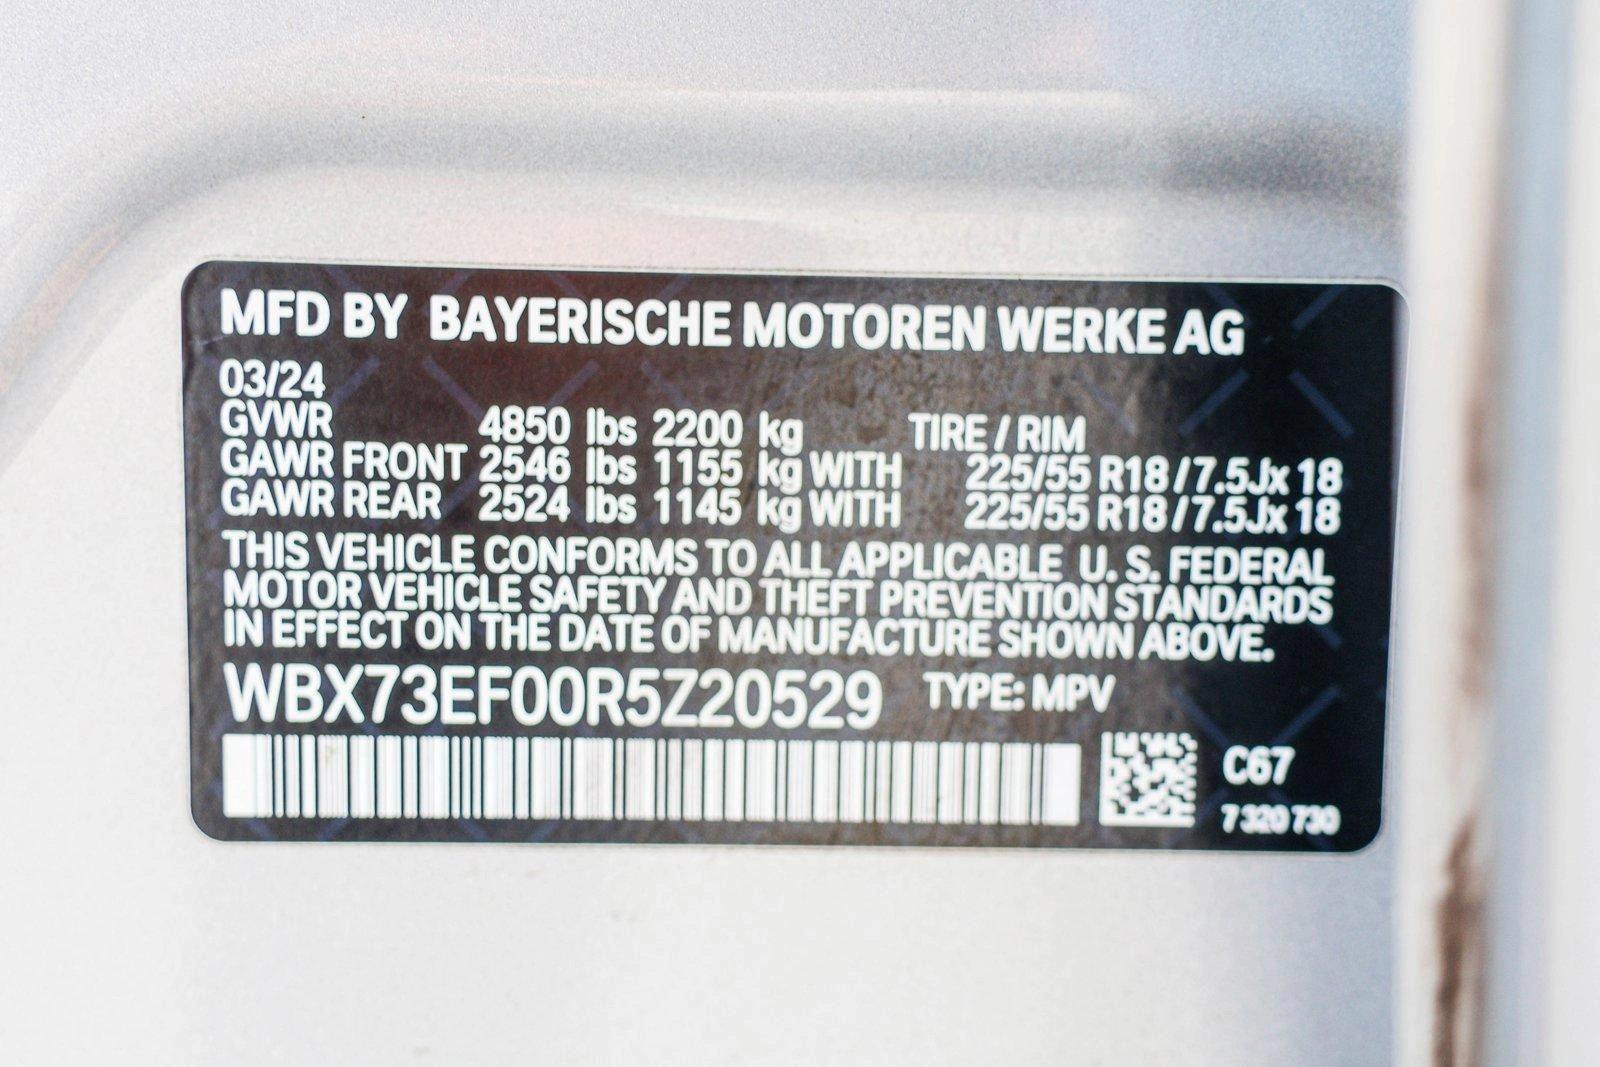 MFD BY BAYERISCHE MOTOREN WERKE AG
03/24
GVWR 4850 lbs 2200 kg TIRE / RIM
GAWR FRONT 2546 lbs 1155 kg WITH 225/55 R18 / 7.5Jx 18
GAWR REAR 2524 lbs 1145 kg WITH 225/55 R18 / 7.5Jx 18
THIS VEHICLE CONFORMS TO ALL APPLICABLE U. S. FEDERAL
MOTOR VEHICLE SAFETY AND THEFT PREVENTION STANDARDS
IN EFFECT ON THE DATE OF MANUFACTURE SHOWN ABOVE.
WBX73EF00R5Z20529 TYPE: MPV
C67
7 320 730